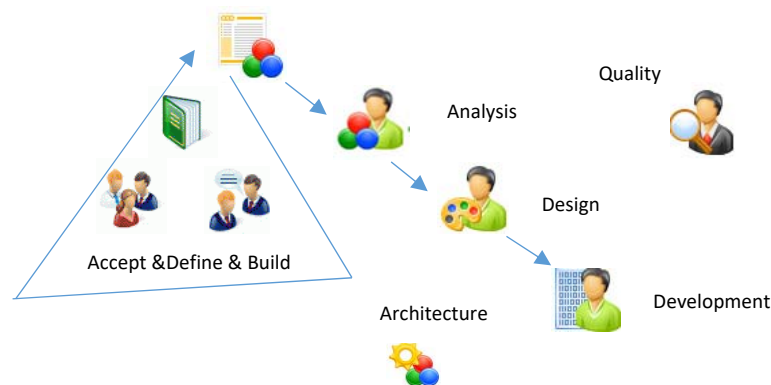 Quality
Analysis
Design
Accept &Define & Build
Development
Architecture